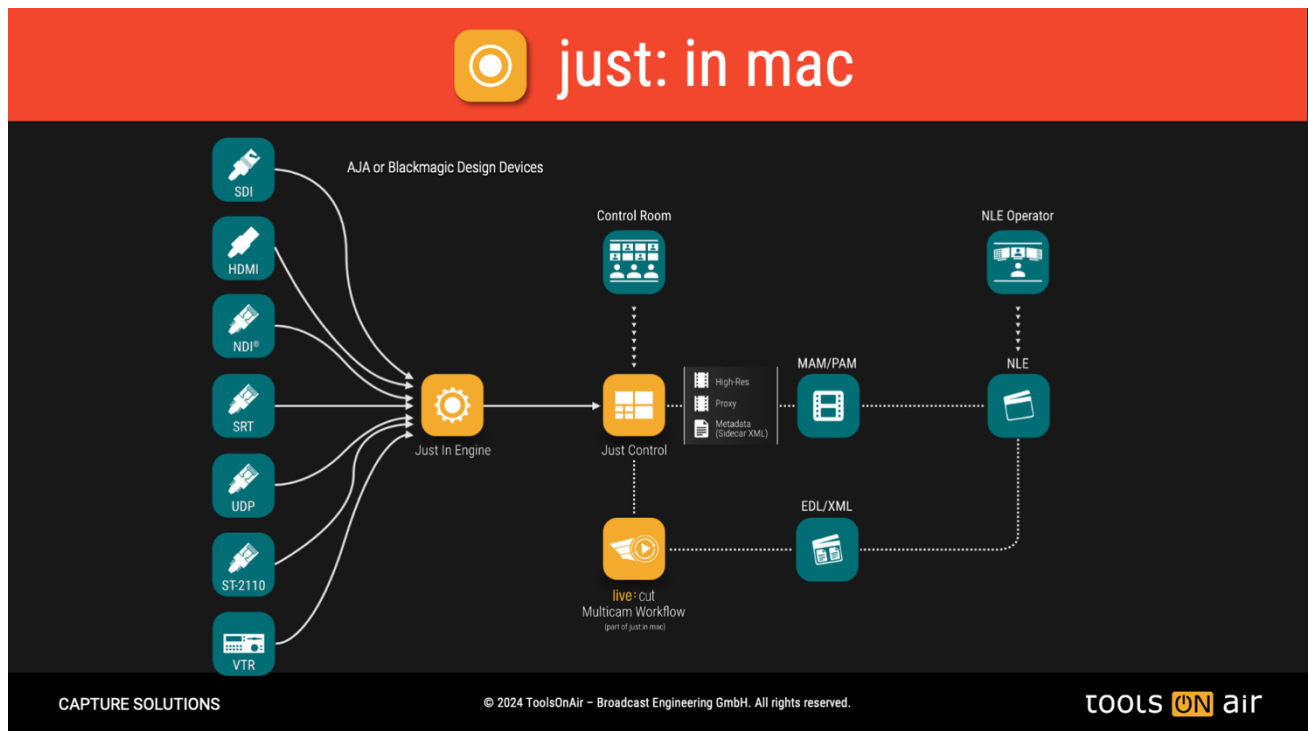 just: in mac
AJA or Blackmagic Design Devices
SDI
HDMI
NDI®
SRT
UDP
ST-2110
VTR
Just In Engine
Control Room
Just Control
High-Res
Proxy
Metadata
(Sidecar XML)
MAM/PAM
NLE Operator
NLE
live:cut
Multicam Workflow
(part of just:in mac)
EDL/XML
CAPTURE SOLUTIONS
© 2024 ToolsOnAir – Broadcast Engineering GmbH. All rights reserved.
TOOLS ON air